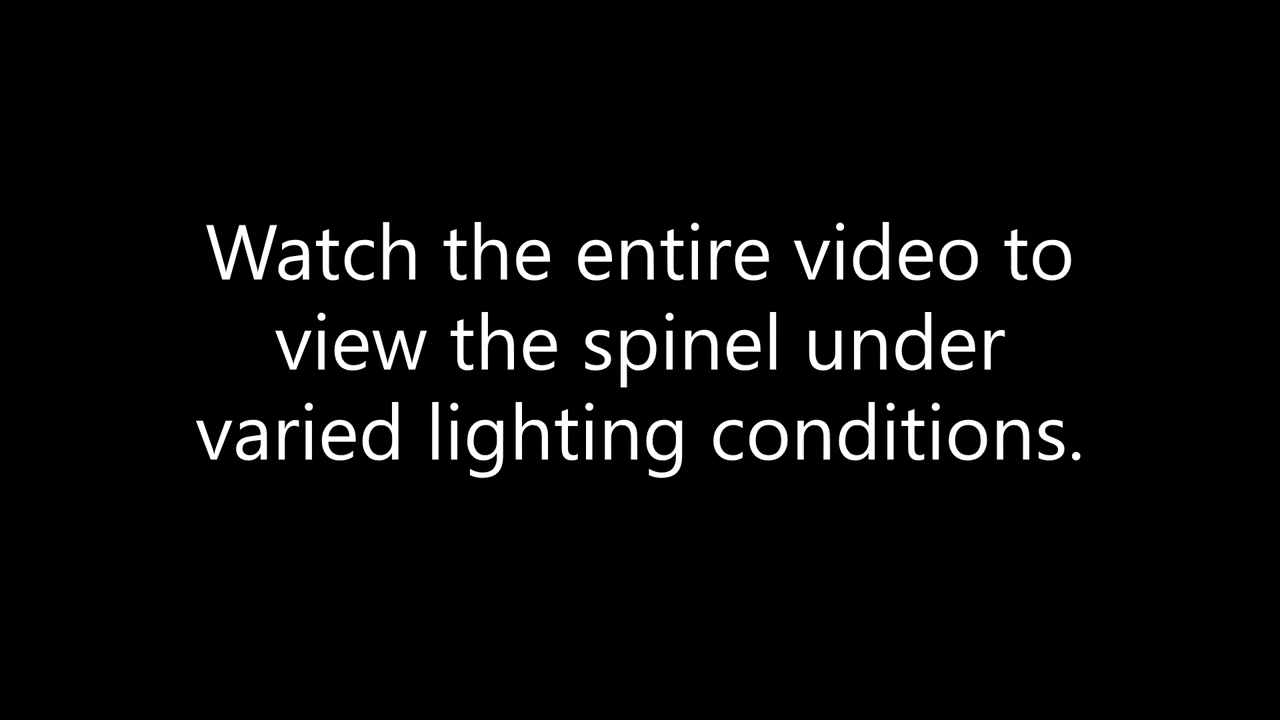 Watch the entire video to
view the spinel under
varied lighting conditions.